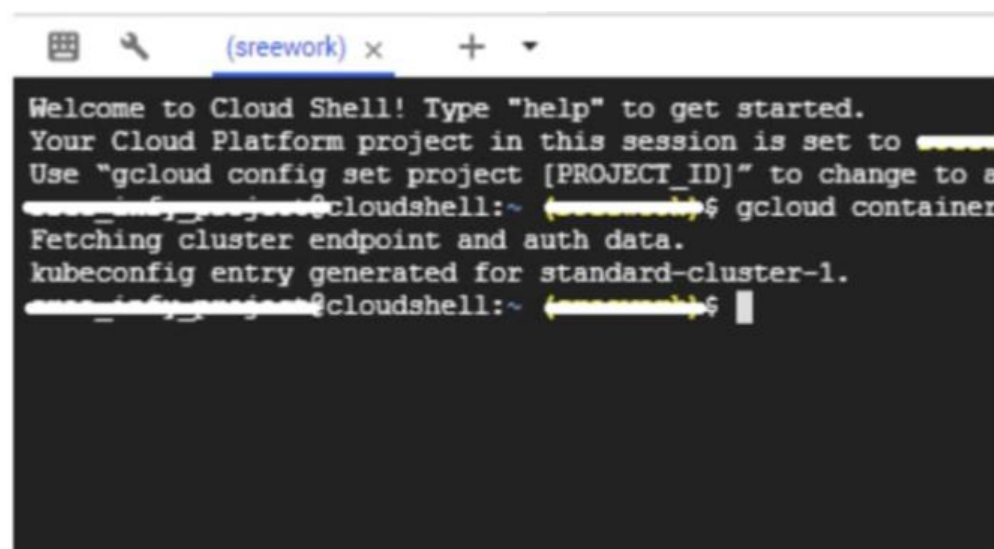 (sreework)
Welcome to Cloud Shell! Type "help" to get started.
Your Cloud Platform project in this session is set to
Use “gcloud config set project [PROJECT_ID]” to change to a
@cloudshell:~ $ gcloud container
Fetching cluster endpoint and auth data.
kubeconfig entry generated for standard-cluster-1.
@cloudshell:~ $